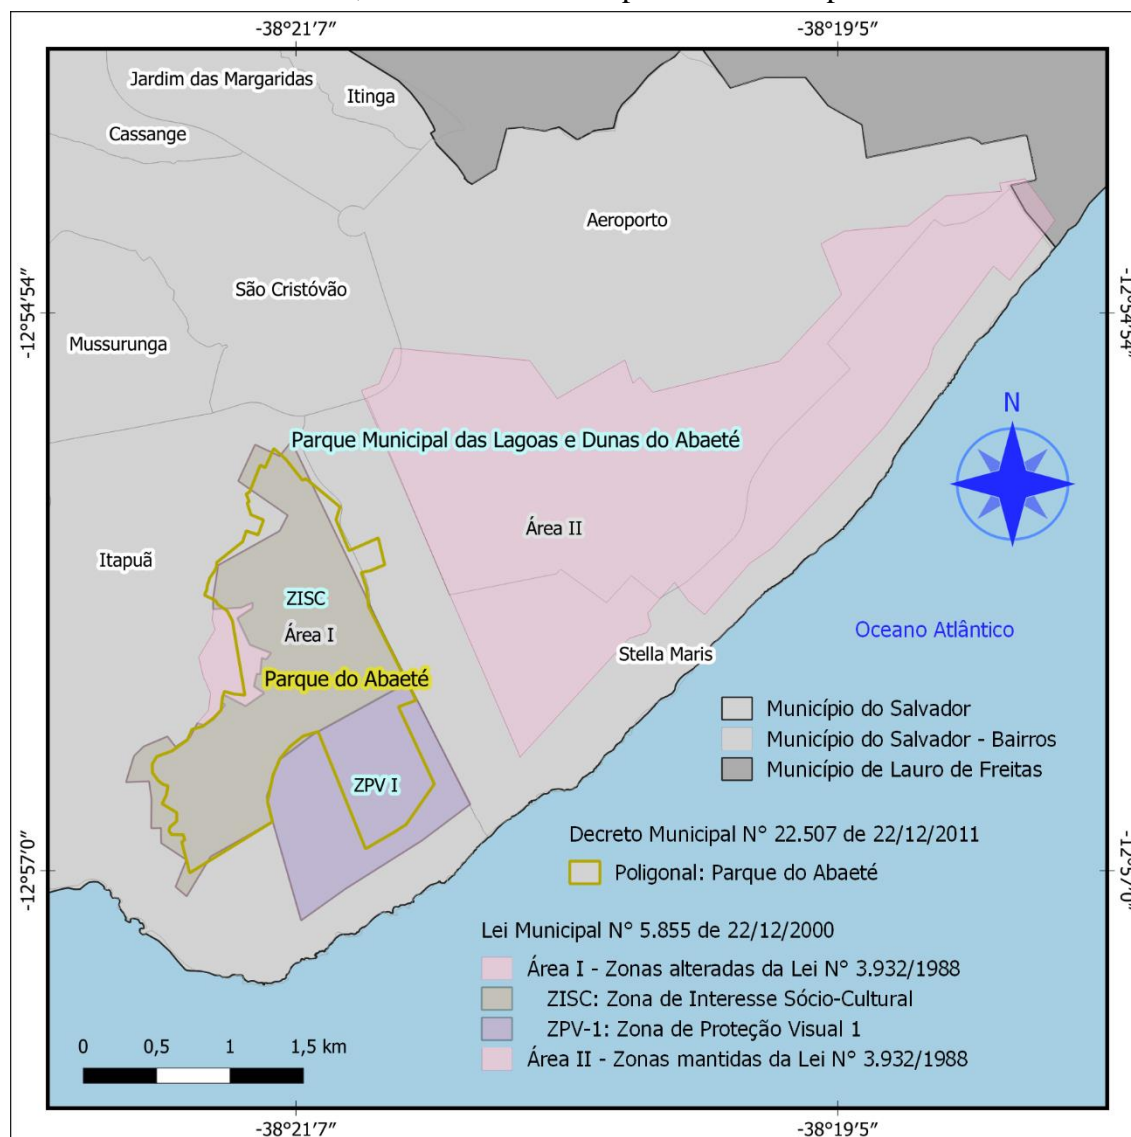 -38°21′7″
-38°19′5″
Jardim das Margaridas
Itinga
Cassange
Aeroporto
São Cristóvão
-12°54′54″
-12°54′54″
Mussurunga
N
Parque Municipal das Lagoas e Dunas do Abaeté
Área II
Itapuã
ZISC
Área I
Oceano Atlântico
Stella Maris
Parque do Abaeté
Município do Salvador
Município do Salvador - Bairros
Município de Lauro de Freitas
ZPV I
Decreto Municipal N° 22.507 de 22/12/2011
Poligonal: Parque do Abaeté
-12°57′0″
-12°57′0″
Lei Municipal N° 5.855 de 22/12/2000
Área I - Zonas alteradas da Lei N° 3.932/1988
ZISC: Zona de Interesse Sócio-Cultural
ZPV-1: Zona de Proteção Visual 1
Área II - Zonas mantidas da Lei N° 3.932/1988
0 0,5 1 1,5 km
-38°21′7″
-38°19′5″